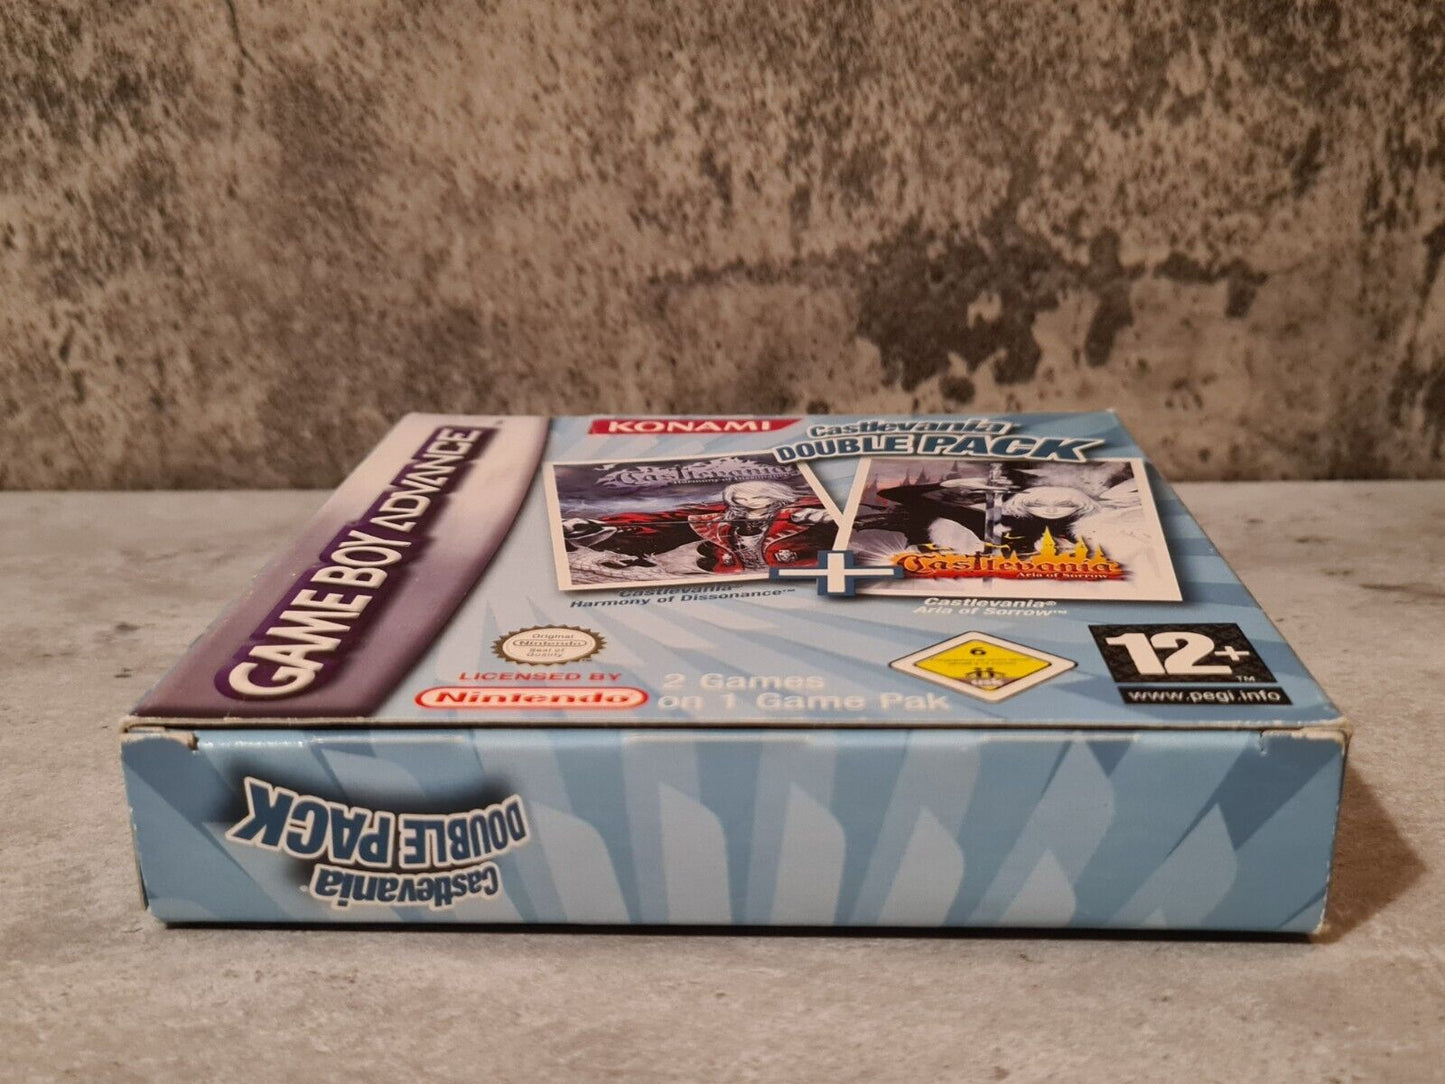 GAME BOY ADVANCE
KONAMI
Castlevania
DOUBLE PACK
Castlevania
Harmony of Dissonance
Castlevania
Aria of Sorrow
Castlevania®
Harmony of Dissonance™
Castlevania®
Aria of Sorrow™
Original
Nintendo
Seal of
Quality
LICENSED BY
Nintendo
2 Games
on 1 Game Pak
6
USK
12+
™
www.pegi.info
Castlevania
DOUBLE PACK